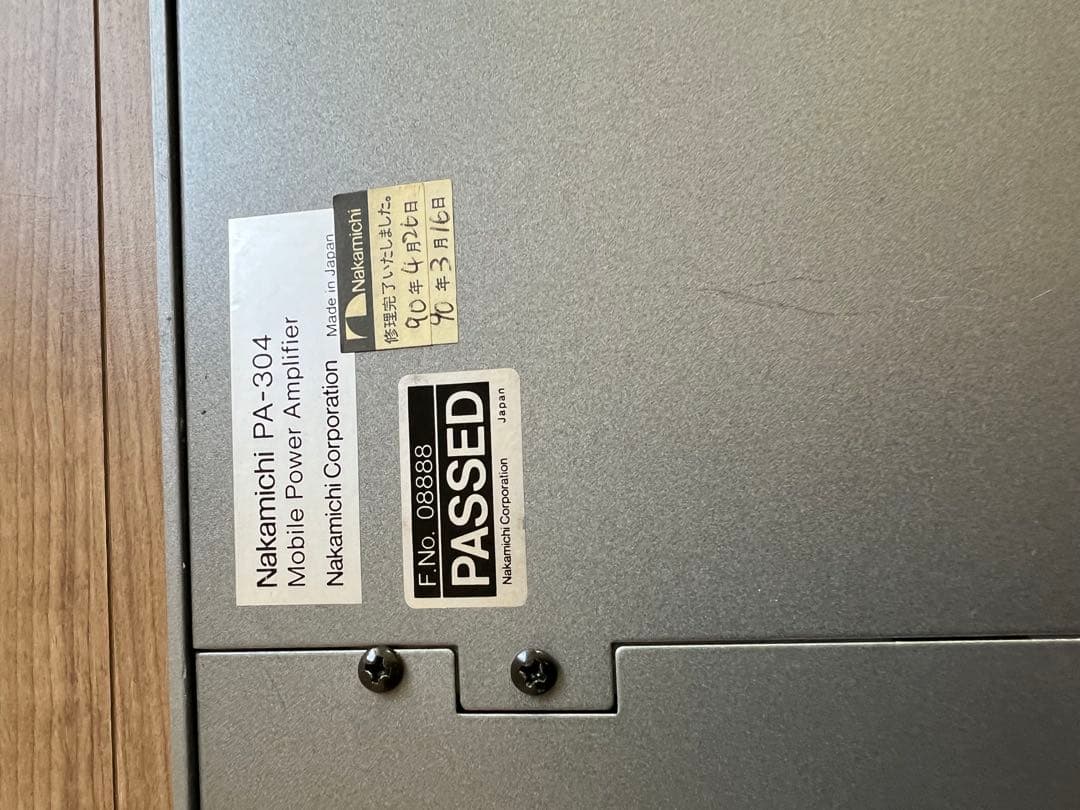 Nakamichi PA-304
Mobile Power Amplifier
Nakamichi Corporation Made in Japan
Nakamichi
修理完了いたしました。
90年4月26日
90年3月16日
F.No. 08888
PASSED
Nakamichi Corporation Japan